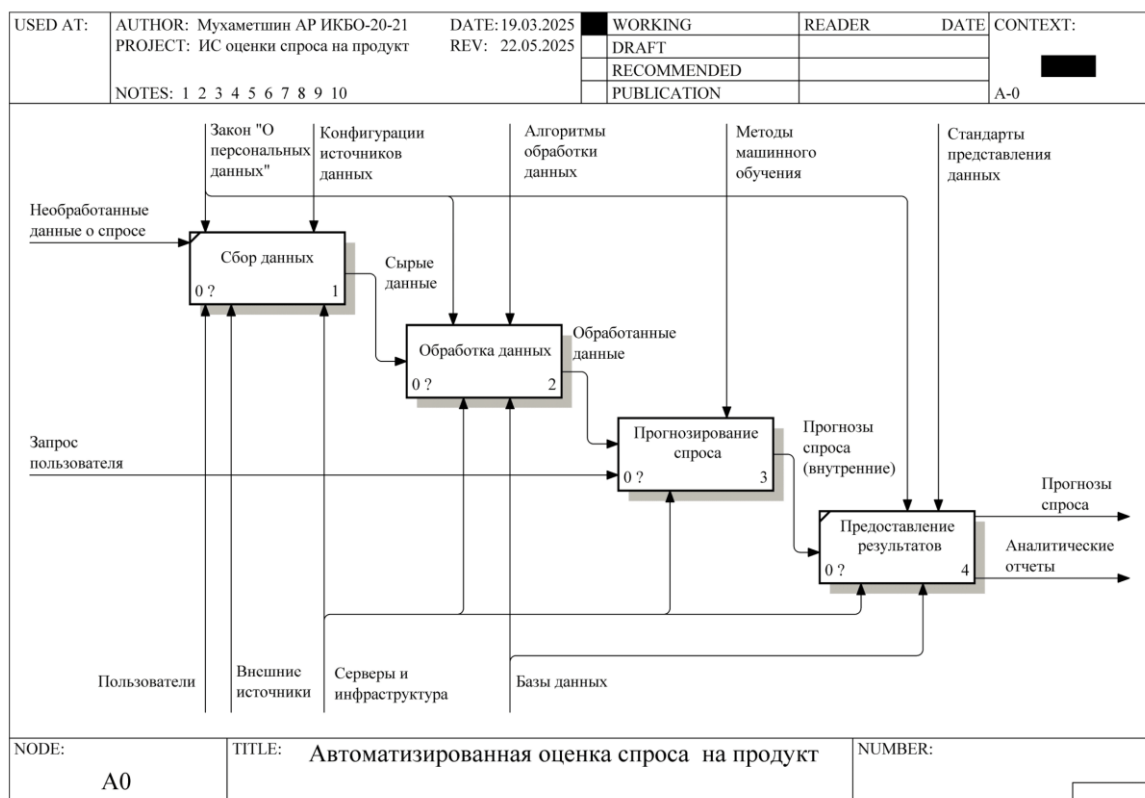 USED AT:
AUTHOR: Мухаметшин АР ИКБО-20-21
DATE: 19.03.2025
PROJECT: ИС оценки спроса на продукт
REV: 22.05.2025
NOTES: 1 2 3 4 5 6 7 8 9 10
WORKING
DRAFT
RECOMMENDED
PUBLICATION
READER
DATE
CONTEXT:
A-0
Закон "О
персональных
данных"
Конфигурации
источников
данных
Алгоритмы
обработки
данных
Методы
машинного
обучения
Стандарты
представления
данных
Необработанные
данные о спросе
Сбор данных
0 ?
1
Сырые
данные
Обработка данных
0 ?
2
Обработанные
данные
Запрос
пользователя
Прогнозирование
спроса
0 ?
3
Прогнозы
спроса
(внутренние)
Предоставление
результатов
0 ?
4
Прогнозы
спроса
Аналитические
отчеты
Пользователи
Внешние
источники
Серверы и
инфраструктура
Базы данных
NODE:
A0
TITLE:
Автоматизированная оценка спроса на продукт
NUMBER: